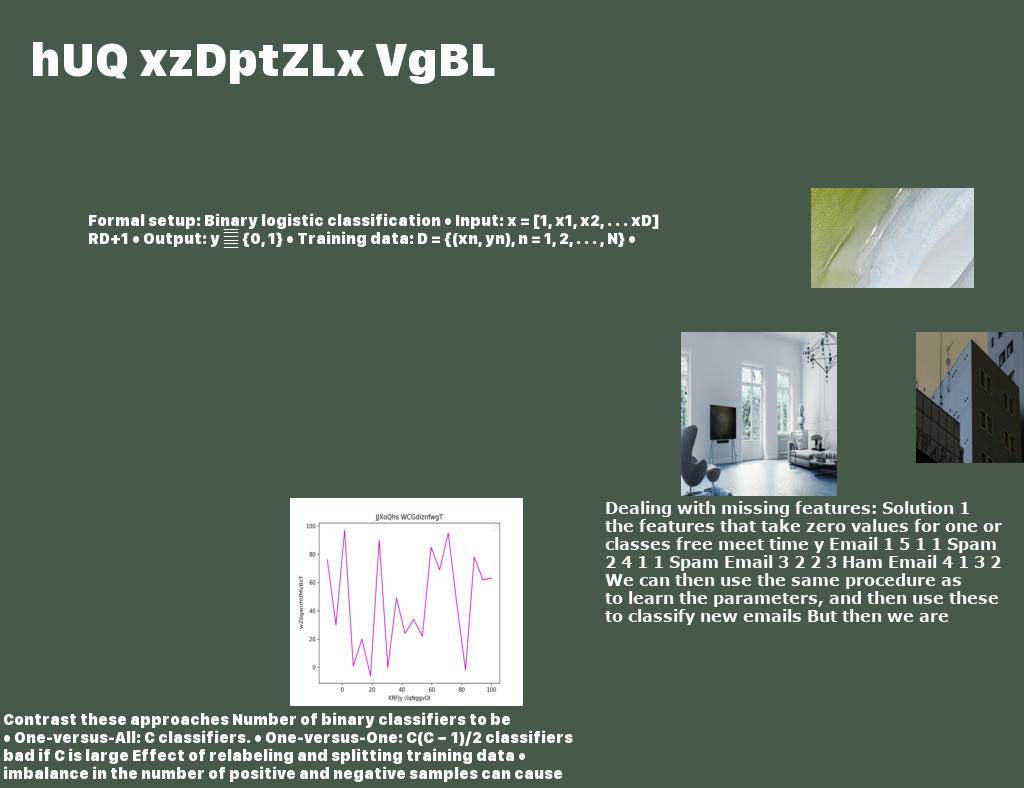 hUQ xzDptZLx VgBL
Formal setup: Binary logistic classification • Input: x = [1, x1, x2, . . . xD]
RD+1 • Output: y {0, 1} • Training data: D = {(xn, yn), n = 1, 2, . . . , N} •
JJXoQhs WCGdiznfwgT
100
80
60
40
20
0
0 20 40 60 80 100
Dealing with missing features: Solution 1
the features that take zero values for one or
classes free meet time y Email 1 5 1 1 Spam
2 4 1 1 Spam Email 3 2 2 3 Ham Email 4 1 3 2
We can then use the same procedure as
to learn the parameters, and then use these
to classify new emails But then we are
Contrast these approaches Number of binary classifiers to be
• One-versus-All: C classifiers. • One-versus-One: C(C − 1)/2 classifiers
bad if C is large Effect of relabeling and splitting training data •
imbalance in the number of positive and negative samples can cause